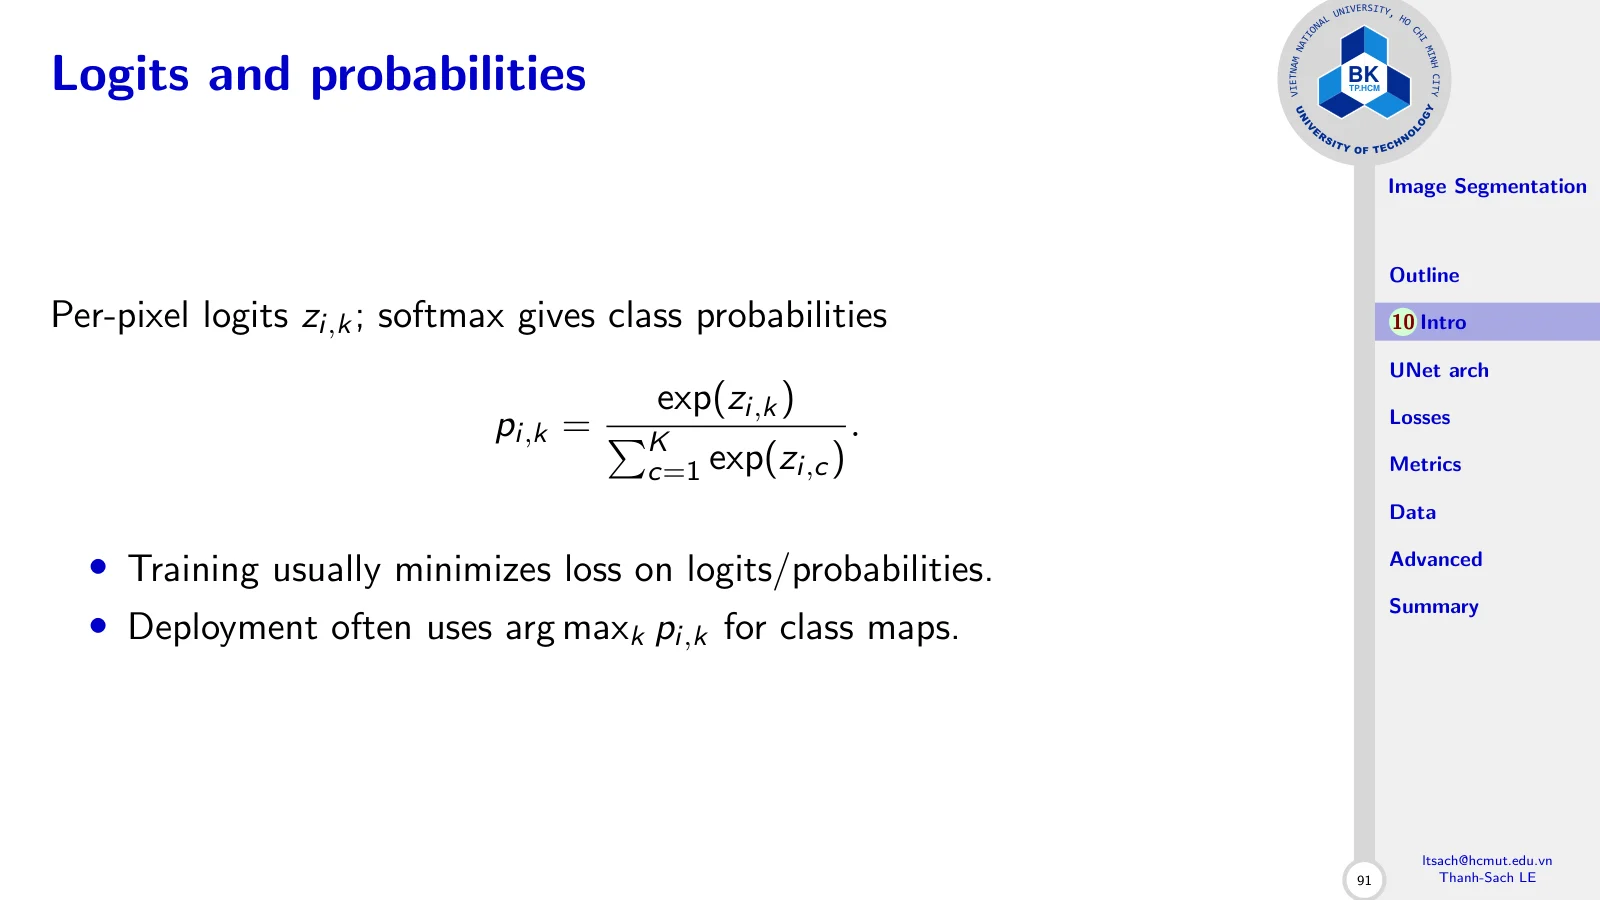 Logits and probabilities
Per-pixel logits z_{i,k}; softmax gives class probabilities
p_{i,k} = \frac{exp(z_{i,k})}{\sum_{c=1}^{K} exp(z_{i,c})}.
• Training usually minimizes loss on logits/probabilities.
• Deployment often uses arg max_k p_{i,k} for class maps.
VIETNAM NATIONAL UNIVERSITY, HO CHI MINH CITY
BK
TP.HCM
UNIVERSITY OF TECHNOLOGY
Image Segmentation
Outline
10 Intro
UNet arch
Losses
Metrics
Data
Advanced
Summary
ltsach@hcmut.edu.vn
Thanh-Sach LE
91